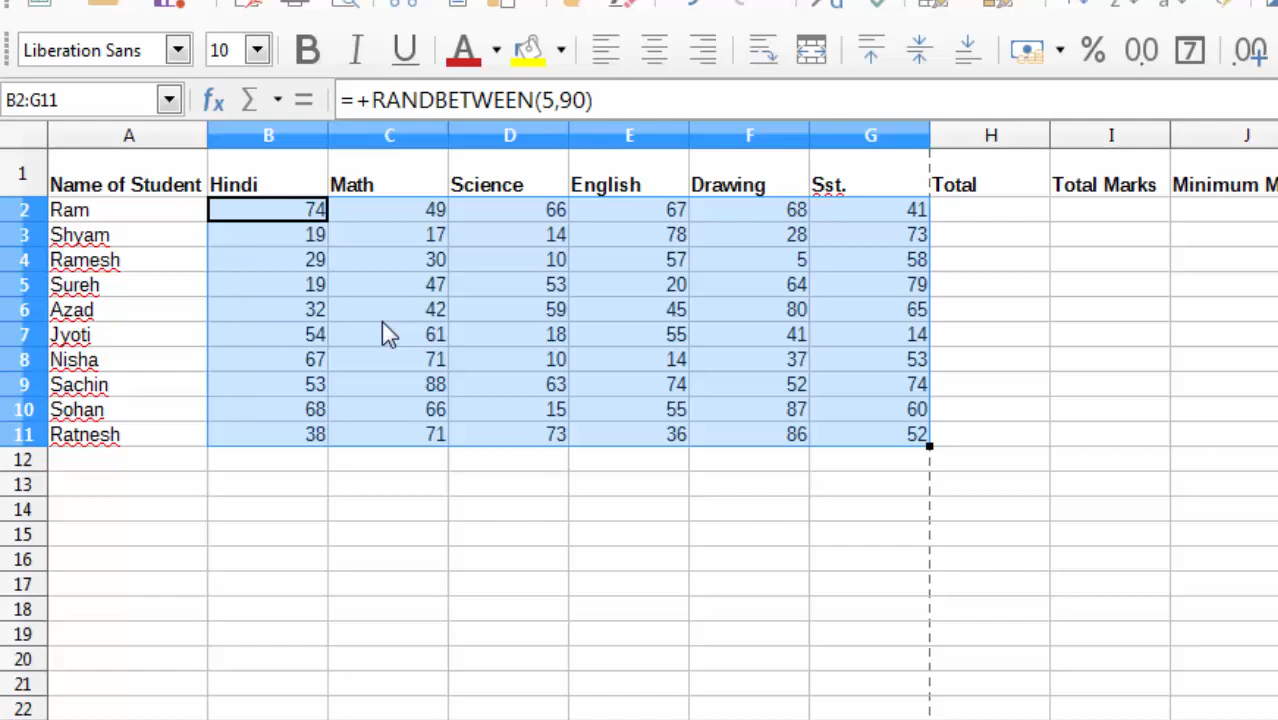 Liberation Sans 10 B I U A % 00 7 .00
B2:G11 fx Σ = =+RANDBETWEEN(5,90)
A B C D E F G H I J
1 Name of Student Hindi Math Science English Drawing Sst. Total Total Marks Minimum M
2 Ram 74 49 66 67 68 41
3 Shyam 19 17 14 78 28 73
4 Ramesh 29 30 10 57 5 58
5 Sureh 19 47 53 20 64 79
6 Azad 32 42 59 45 80 65
7 Jyoti 54 61 18 55 41 14
8 Nisha 67 71 10 14 37 53
9 Sachin 53 88 63 74 52 74
10 Sohan 68 66 15 55 87 60
11 Ratnesh 38 71 73 36 86 52
12
13
14
15
16
17
18
19
20
21
22